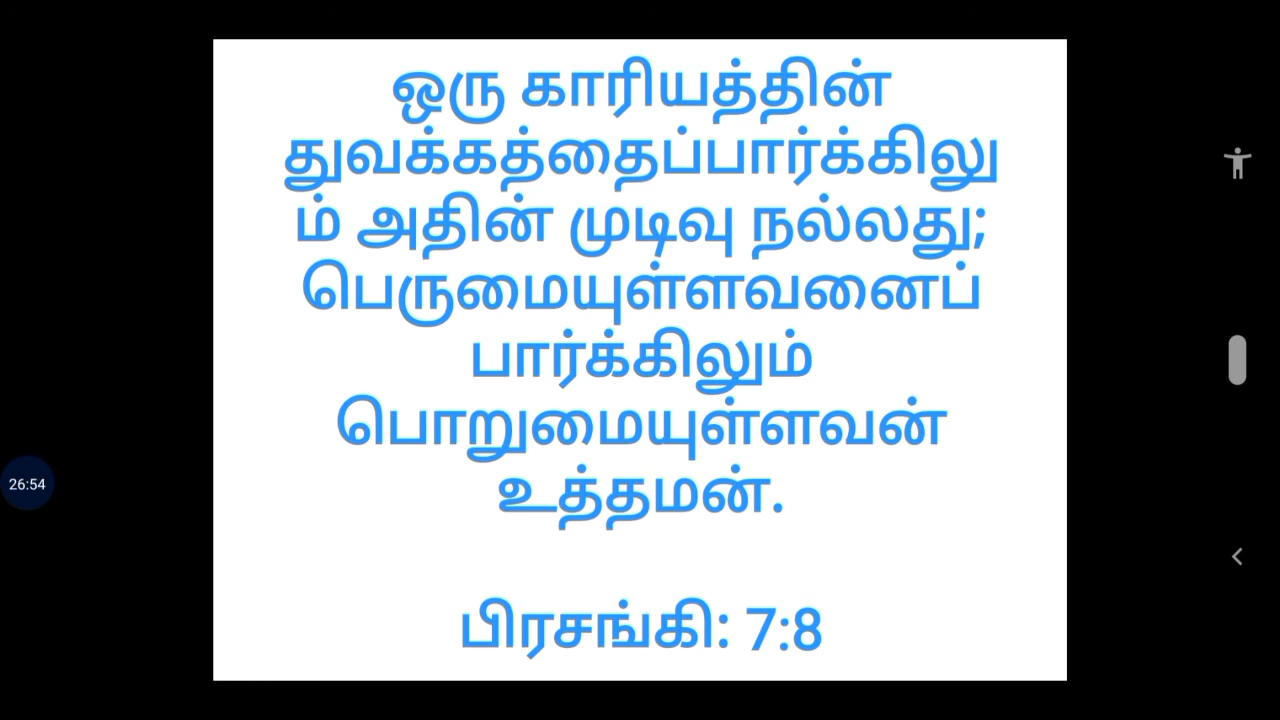 ஒரு காரியத்தின்
துவக்கத்தைப்பார்க்கிலு
ம் அதின் முடிவு நல்லது;
பெருமையுள்ளவனைப்
பார்க்கிலும்
பொறுமையுள்ளவன்
உத்தமன்.
26:54
பிரசங்கி: 7:8